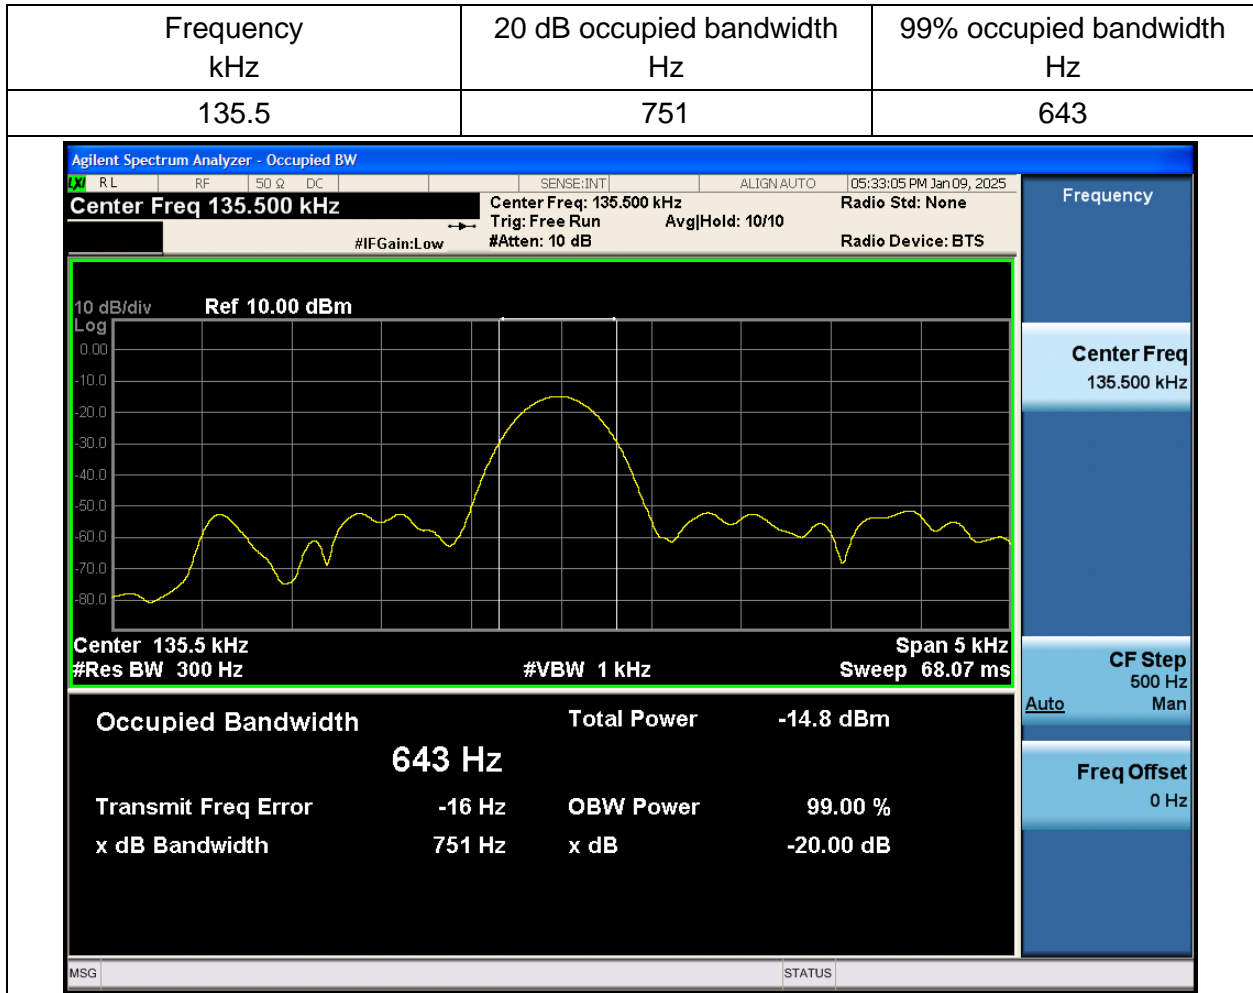 Frequency
kHz
20 dB occupied bandwidth
Hz
99% occupied bandwidth
Hz
135.5
751
643
Agilent Spectrum Analyzer - Occupied BW
LXI RL RF 50 Ω DC SENSE:INT ALIGN AUTO 05:33:05 PM Jan 09, 2025
Center Freq 135.500 kHz
Center Freq: 135.500 kHz
Radio Std: None
Trig: Free Run Avg|Hold: 10/10
#IFGain:Low
#Atten: 10 dB
Radio Device: BTS
10 dB/div Ref 10.00 dBm
Log
0.00
-10.0
-20.0
-30.0
-40.0
-50.0
-60.0
-70.0
-80.0
Center 135.5 kHz
Span 5 kHz
#Res BW 300 Hz
#VBW 1 kHz
Sweep 68.07 ms
Occupied Bandwidth
643 Hz
Total Power -14.8 dBm
Transmit Freq Error -16 Hz
OBW Power 99.00 %
x dB Bandwidth 751 Hz
x dB -20.00 dB
MSG
STATUS
Frequency
Center Freq
135.500 kHz
CF Step
500 Hz
Auto Man
Freq Offset
0 Hz